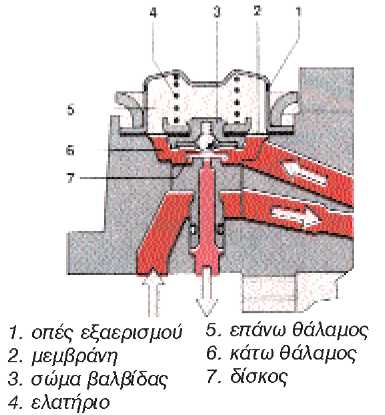 4 3 2 1
5
6
7
1. οπές εξαερισμού
2. μεμβράνη
3. σώμα βαλβίδας
4. ελατήριο
5. επάνω θάλαμος
6. κάτω θάλαμος
7. δίσκος